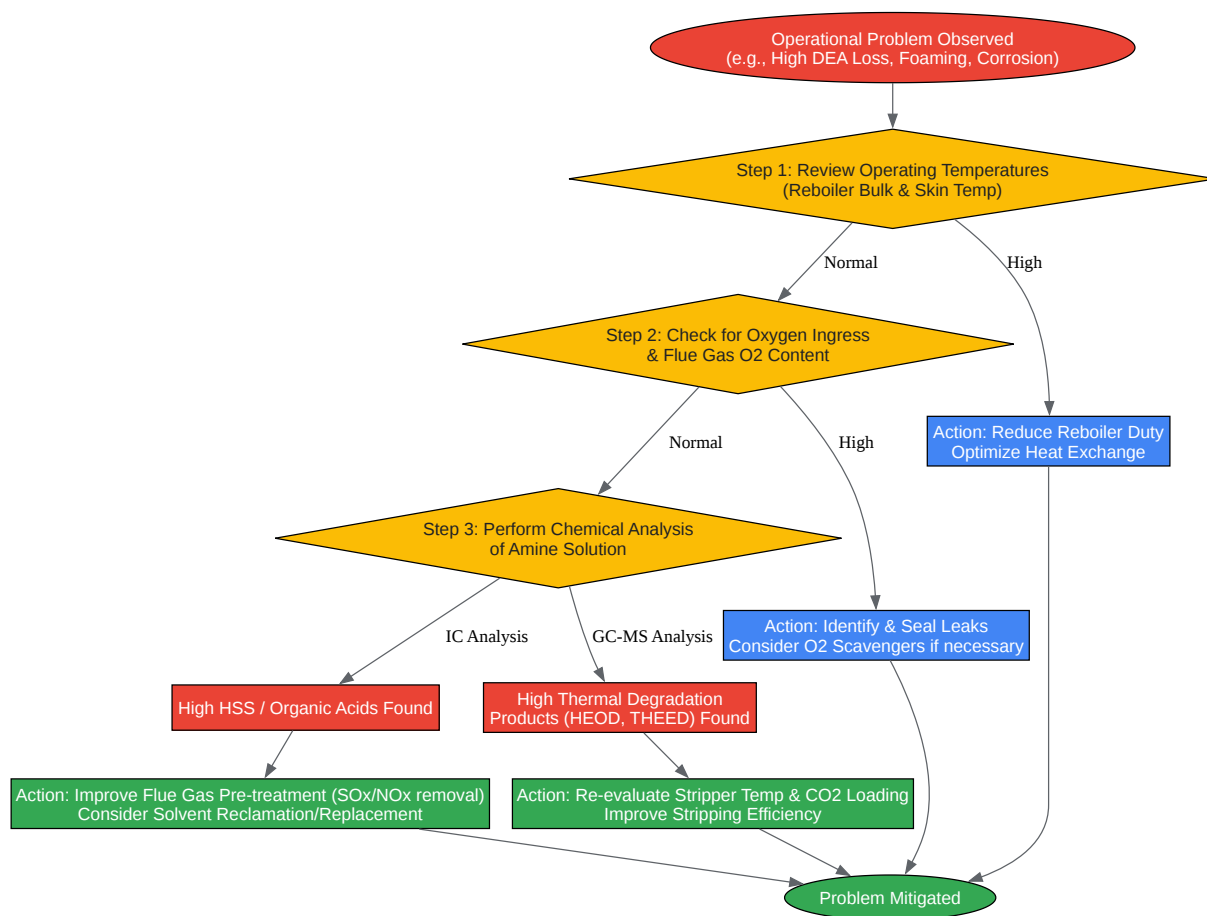 Operational Problem Observed
(e.g., High DEA Loss, Foaming, Corrosion)
Step 1: Review Operating Temperatures
(Reboiler Bulk & Skin Temp)
Normal
High
Step 2: Check for Oxygen Ingress
& Flue Gas O2 Content
Action: Reduce Reboiler Duty
Optimize Heat Exchange
Normal
High
Step 3: Perform Chemical Analysis
of Amine Solution
IC Analysis
GC-MS Analysis
Action: Identify & Seal Leaks
Consider O2 Scavengers if necessary
High HSS / Organic Acids Found
High Thermal Degradation
Products (HEOD, THEED) Found
Action: Improve Flue Gas Pre-treatment (SOx/NOx removal)
Consider Solvent Reclamation/Replacement
Action: Re-evaluate Stripper Temp & CO2 Loading
Improve Stripping Efficiency
Problem Mitigated